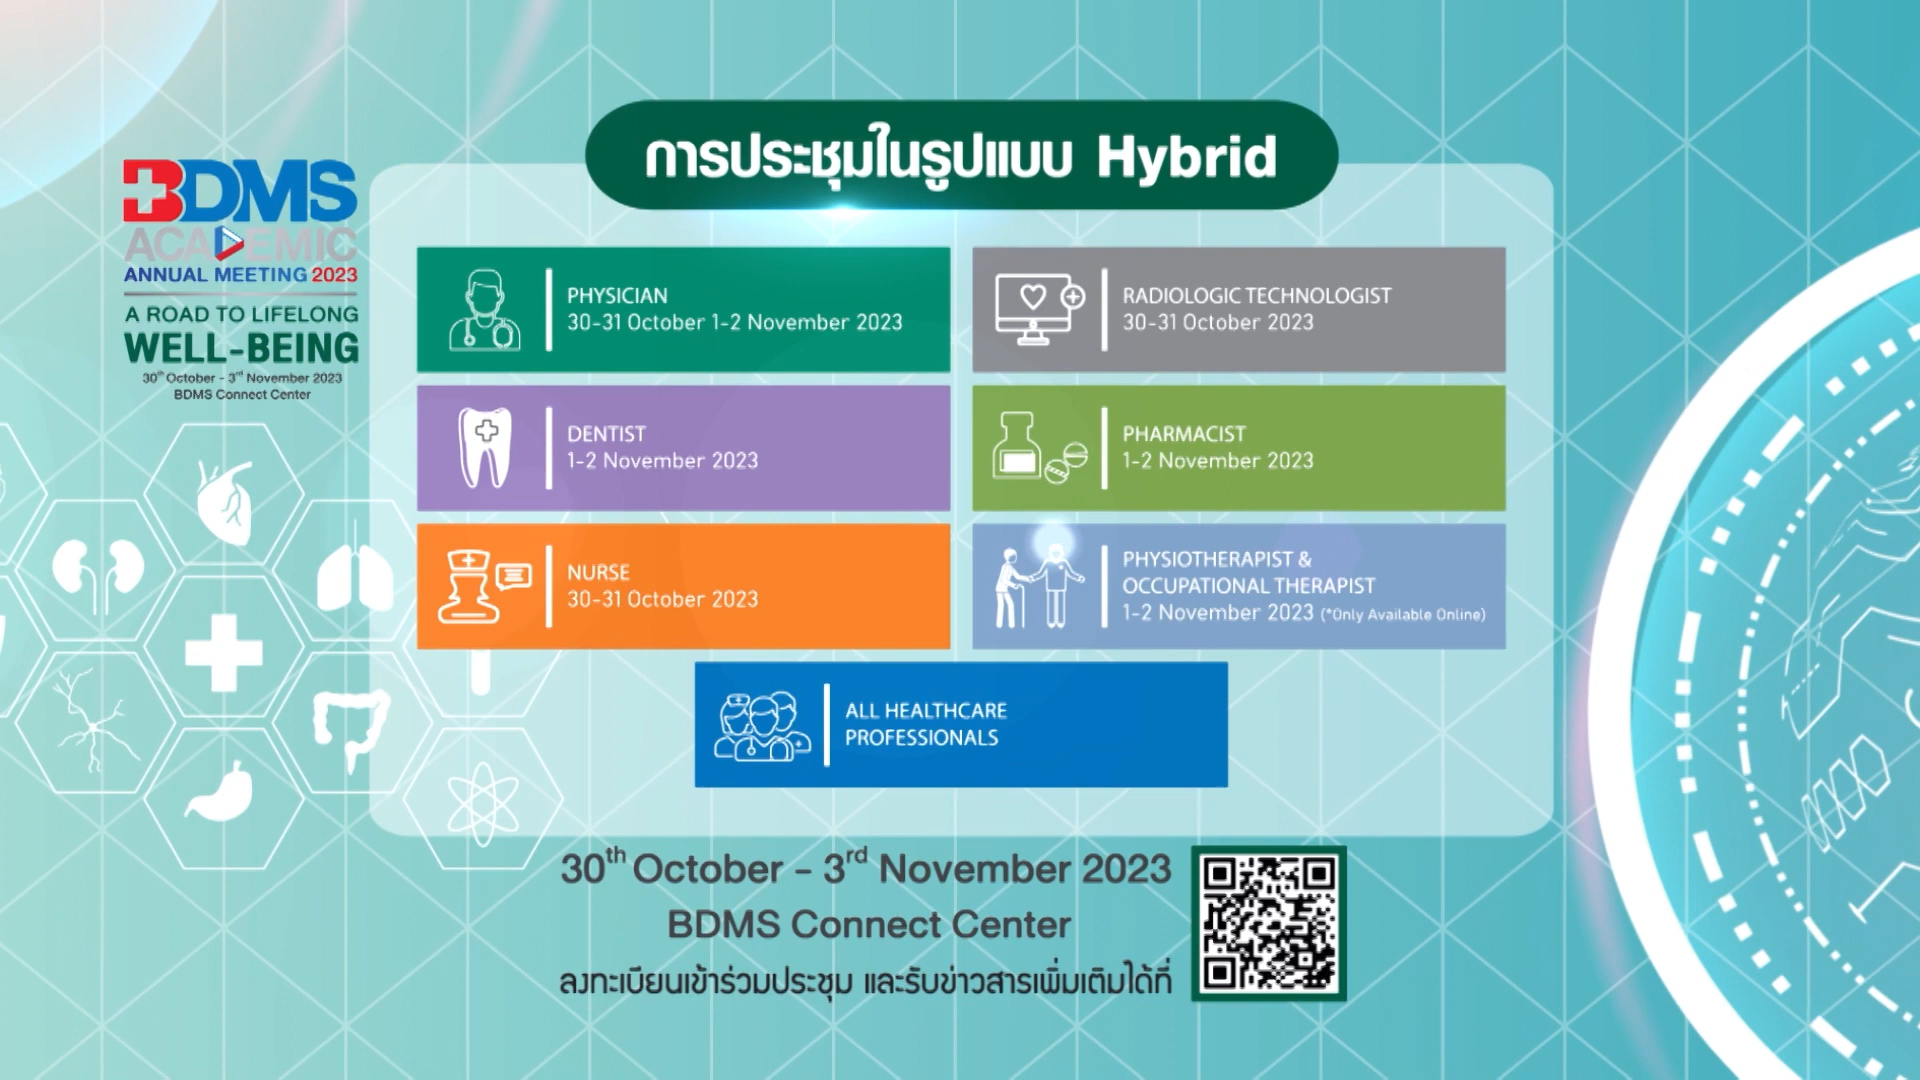 การประชุมในรูปแบบ Hybrid
BDMS
ACADEMIC
ANNUAL MEETING 2023
A ROAD TO LIFELONG
WELL-BEING
30th October - 3rd November 2023
BDMS Connect Center
PHYSICIAN
30-31 October 1-2 November 2023
RADIOLOGIC TECHNOLOGIST
30-31 October 2023
DENTIST
1-2 November 2023
PHARMACIST
1-2 November 2023
NURSE
30-31 October 2023
PHYSIOTHERAPIST &
OCCUPATIONAL THERAPIST
1-2 November 2023 (*Only Available Online)
ALL HEALTHCARE
PROFESSIONALS
30th October - 3rd November 2023
BDMS Connect Center
ลงทะเบียนเข้าร่วมประชุม และรับข่าวสารเพิ่มเติมได้ที่